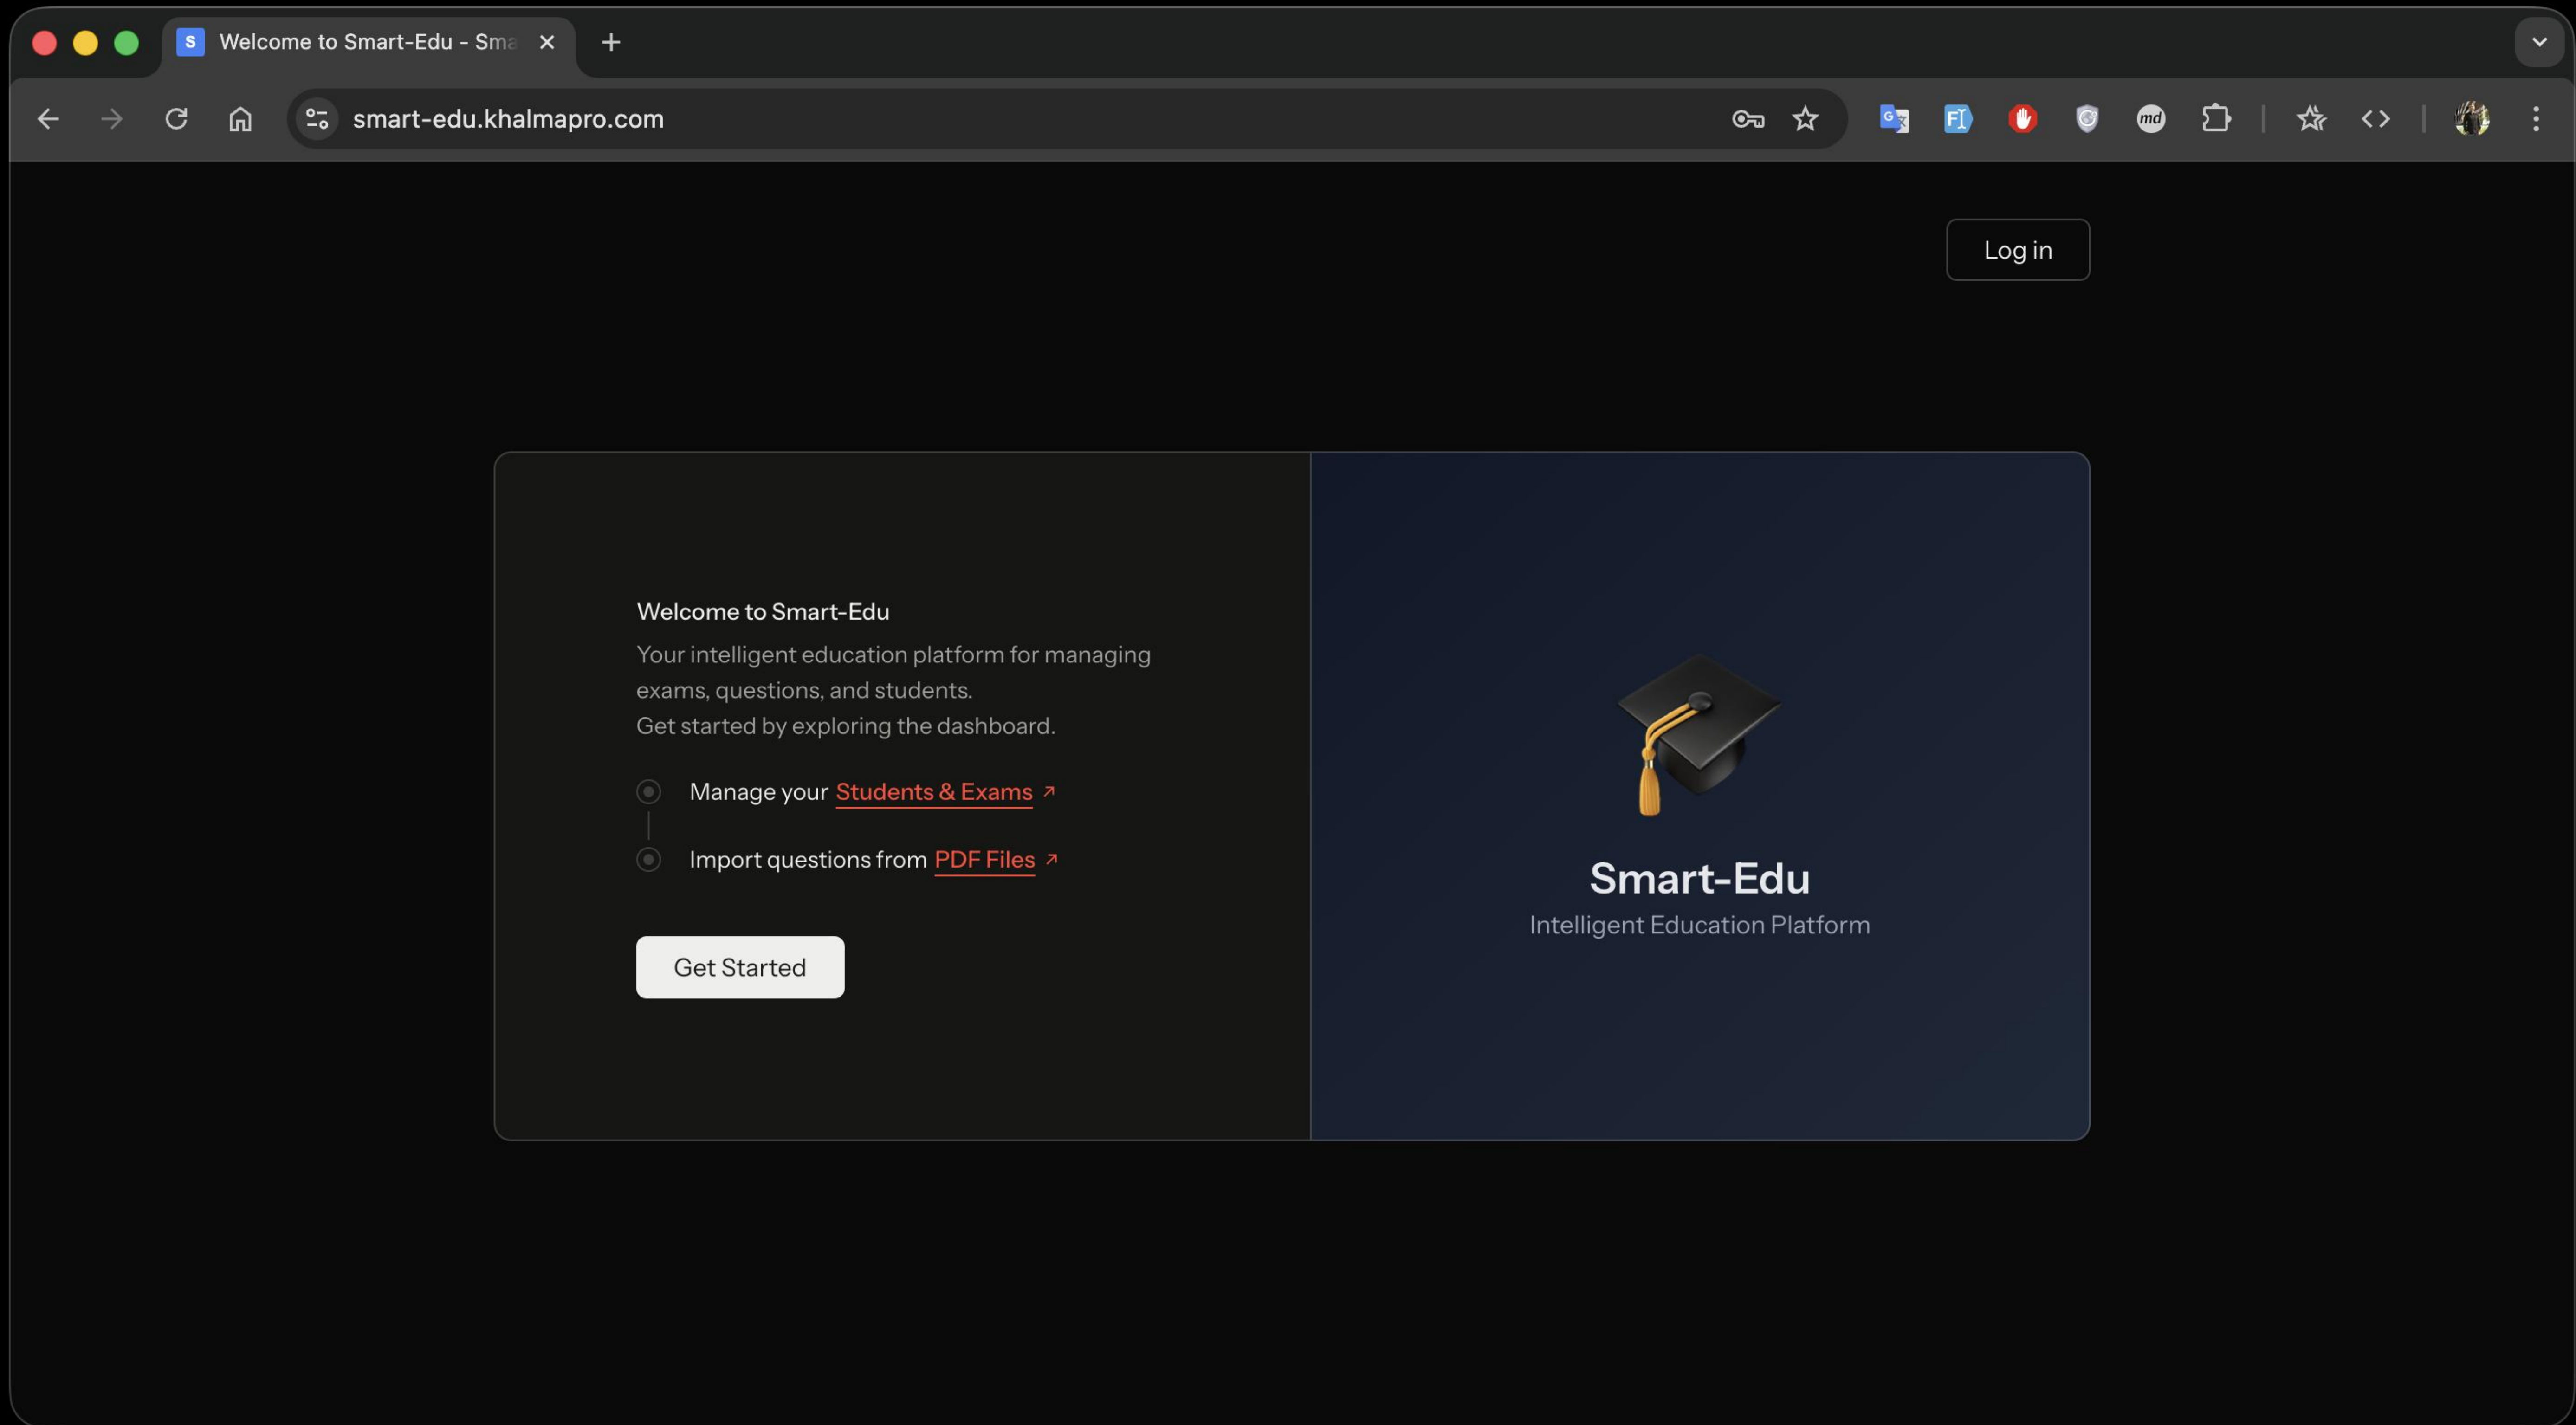 Welcome to Smart-Edu - Sma
smart-edu.khalmapro.com
Log in
Welcome to Smart-Edu
Your intelligent education platform for managing
exams, questions, and students.
Get started by exploring the dashboard.
Manage your Students & Exams ↗
Import questions from PDF Files ↗
Get Started
Smart-Edu
Intelligent Education Platform